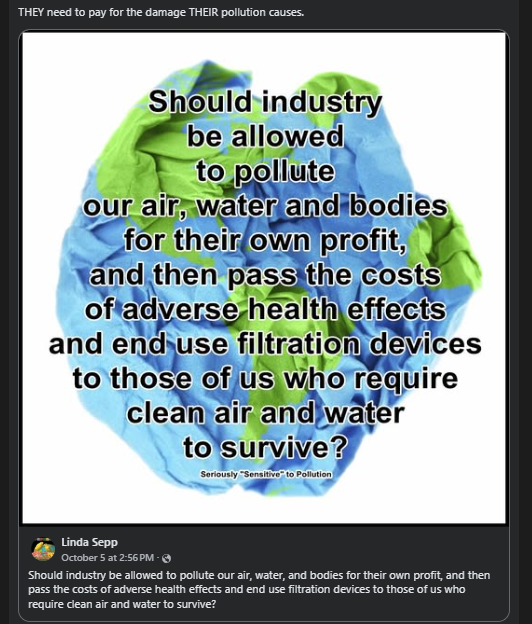 THEY need to pay for the damage THEIR pollution causes.
Should industry
be allowed
to pollute
our air, water and bodies
for their own profit,
and then pass the costs
of adverse health effects
and end use filtration devices
to those of us who require
clean air and water
to survive?
Seriously "Sensitive" to Pollution
Linda Sepp
October 5 at 2:56 PM ·
Should industry be allowed to pollute our air, water, and bodies for their own profit, and then
pass the costs of adverse health effects and end use filtration devices to those of us who
require clean air and water to survive?